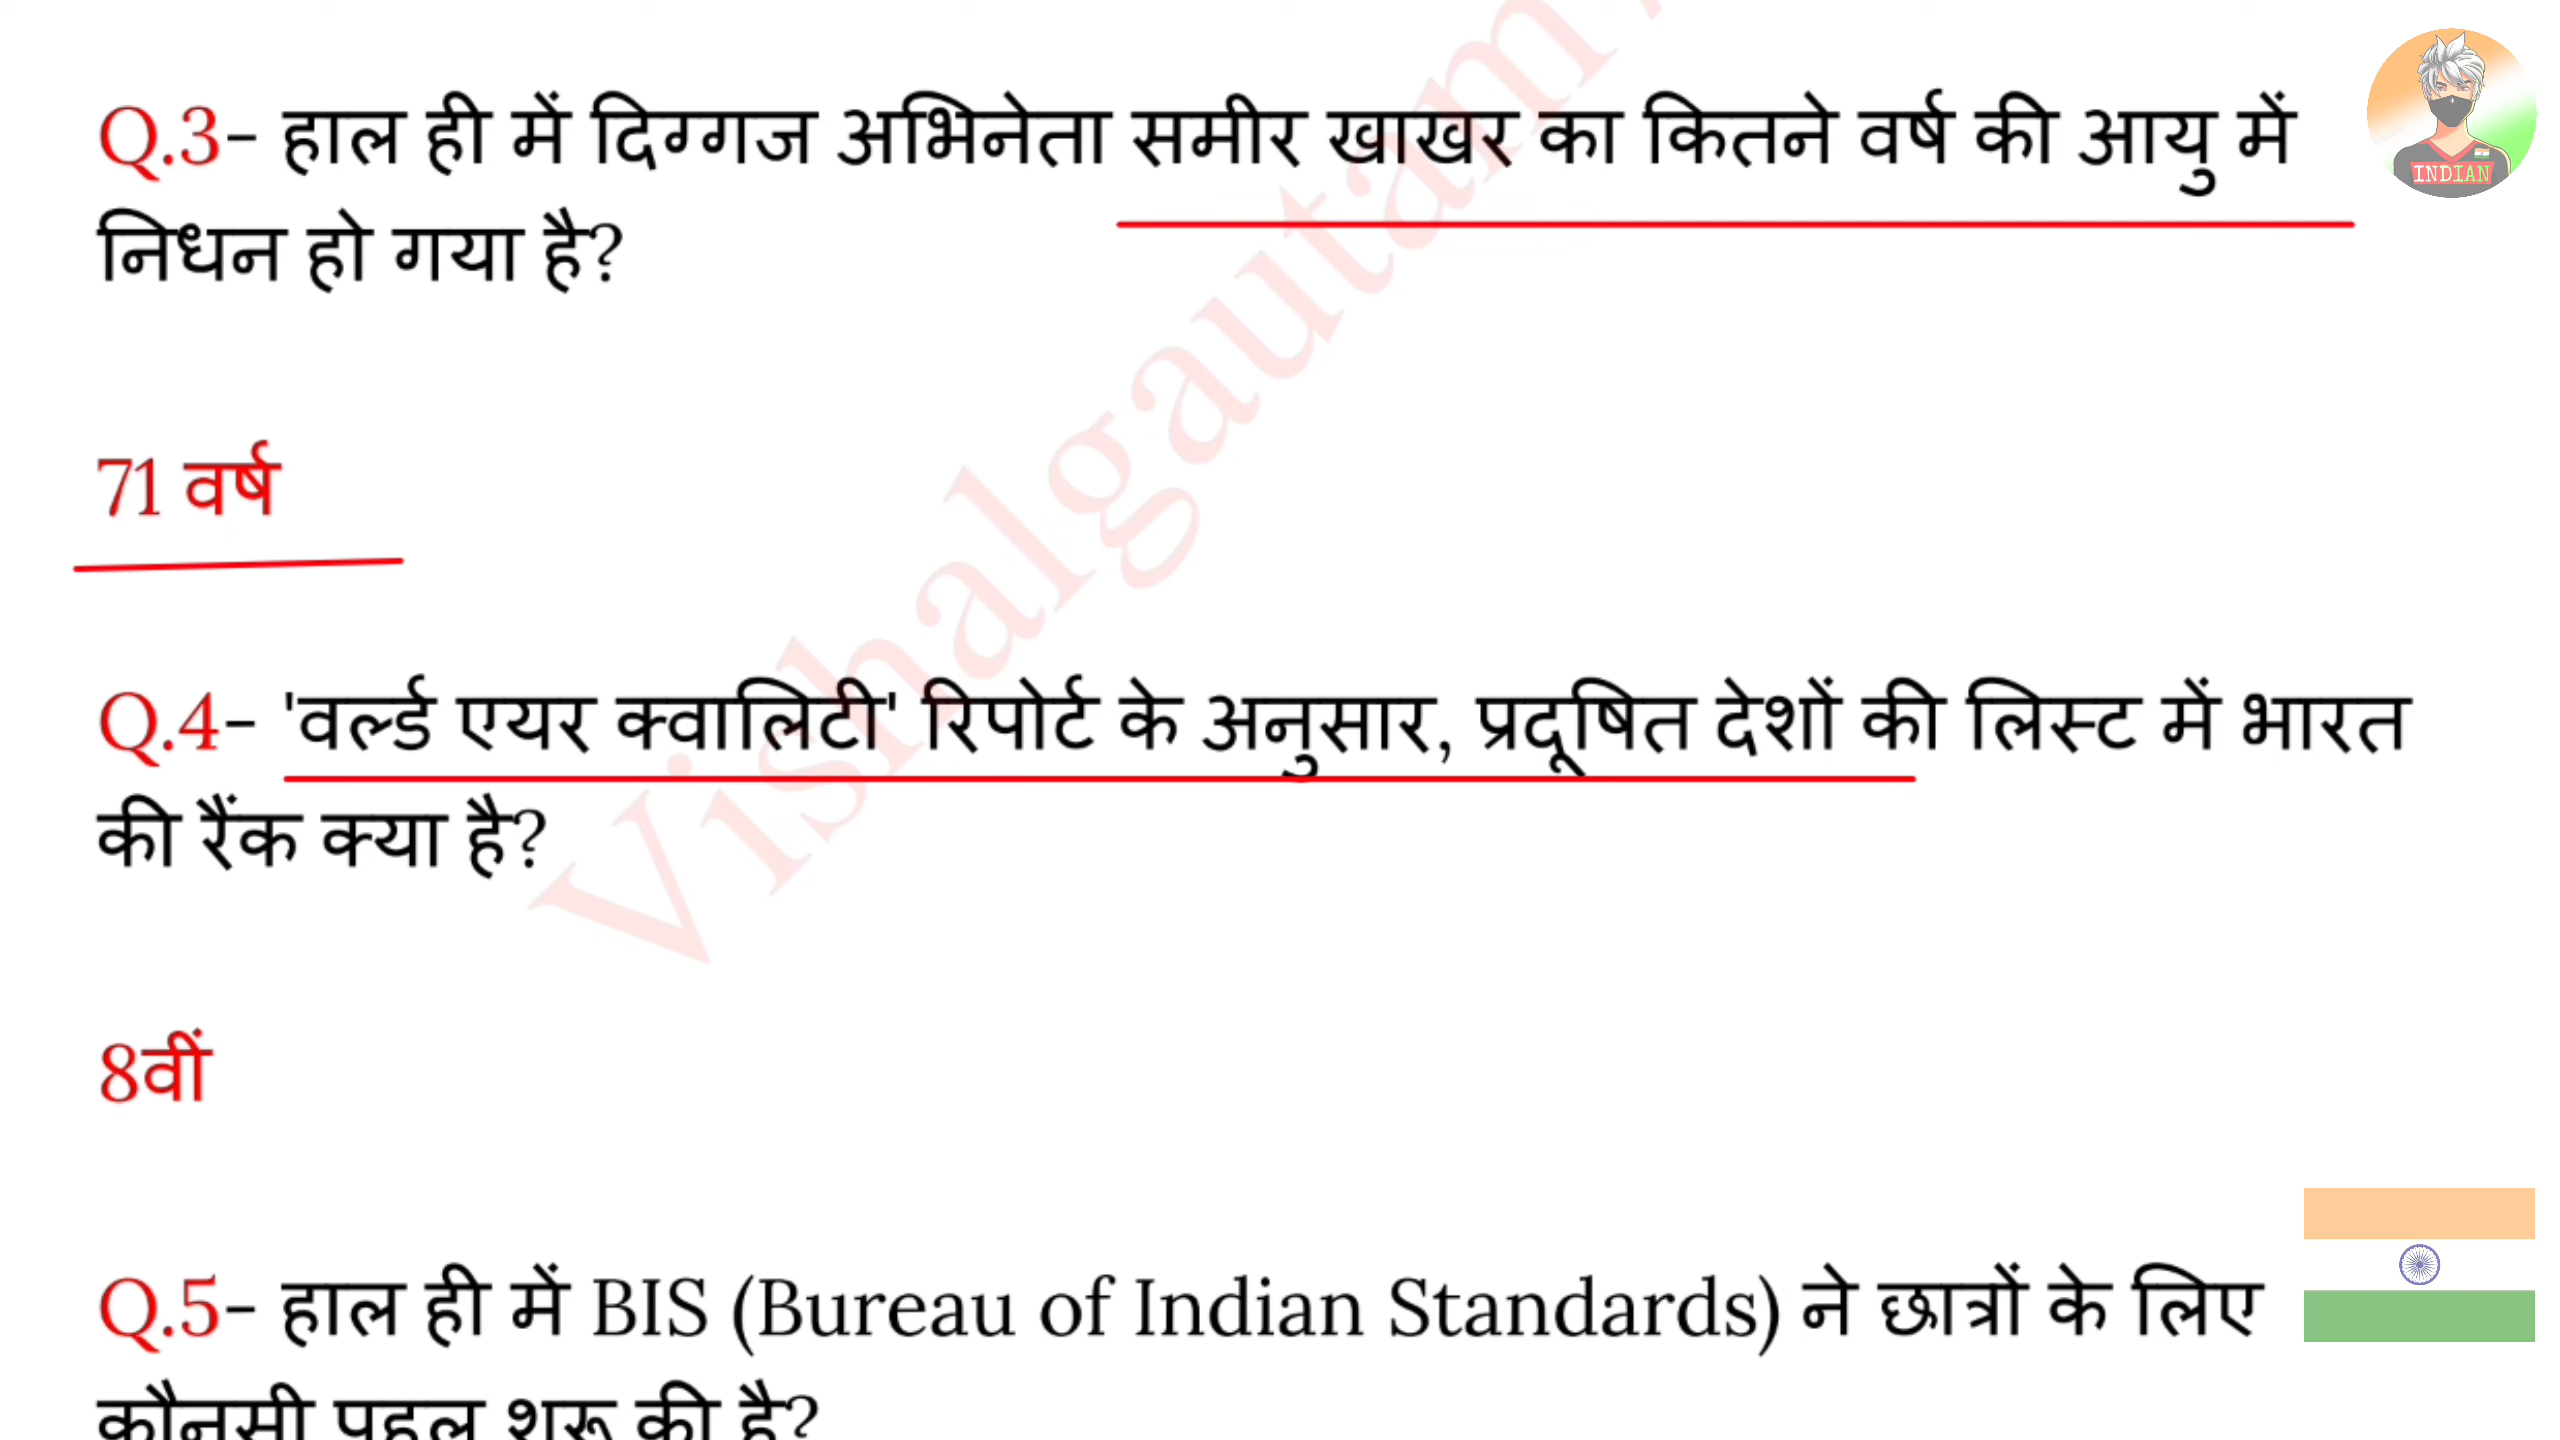 Q.3- हाल ही में दिग्गज अभिनेता समीर खाखर का कितने वर्ष की आयु में
निधन हो गया है?
71 वर्ष
Q.4- 'वर्ल्ड एयर क्वालिटी' रिपोर्ट के अनुसार, प्रदूषित देशों की लिस्ट में भारत
की रैंक क्या है?
8वीं
Q.5- हाल ही में BIS (Bureau of Indian Standards) ने छात्रों के लिए
कौनसी पहल शुरू की है?
Vishalgautam
INDIAN